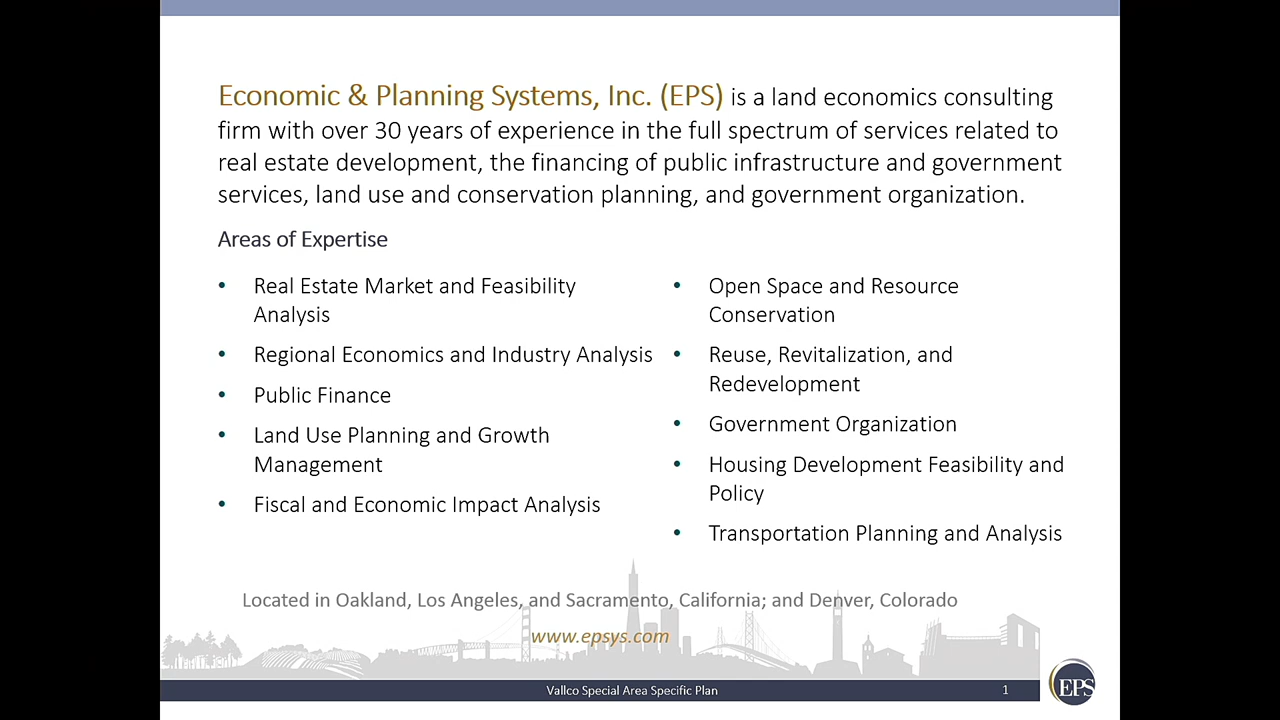 Economic & Planning Systems, Inc. (EPS) is a land economics consulting
firm with over 30 years of experience in the full spectrum of services related to
real estate development, the financing of public infrastructure and government
services, land use and conservation planning, and government organization.
Areas of Expertise
• Real Estate Market and Feasibility
Analysis
• Regional Economics and Industry Analysis
• Public Finance
• Land Use Planning and Growth
Management
• Fiscal and Economic Impact Analysis
• Open Space and Resource
Conservation
• Reuse, Revitalization, and
Redevelopment
• Government Organization
• Housing Development Feasibility and
Policy
• Transportation Planning and Analysis
Located in Oakland, Los Angeles, and Sacramento, California; and Denver, Colorado
www.epsys.com
Vallco Special Area Specific Plan
1
EPS